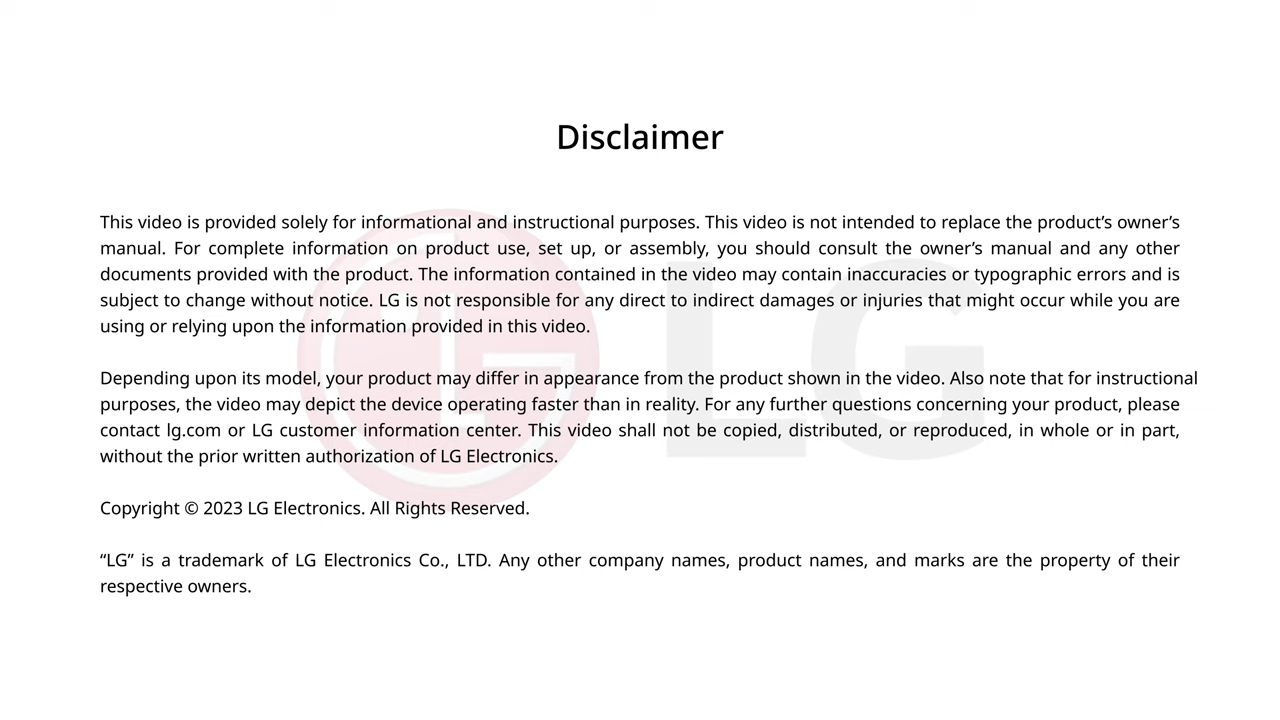 Disclaimer
This video is provided solely for informational and instructional purposes. This video is not intended to replace the product’s owner’s
manual. For complete information on product use, set up, or assembly, you should consult the owner’s manual and any other
documents provided with the product. The information contained in the video may contain inaccuracies or typographic errors and is
subject to change without notice. LG is not responsible for any direct to indirect damages or injuries that might occur while you are
using or relying upon the information provided in this video.
Depending upon its model, your product may differ in appearance from the product shown in the video. Also note that for instructional
purposes, the video may depict the device operating faster than in reality. For any further questions concerning your product, please
contact lg.com or LG customer information center. This video shall not be copied, distributed, or reproduced, in whole or in part,
without the prior written authorization of LG Electronics.
Copyright © 2023 LG Electronics. All Rights Reserved.
“LG” is a trademark of LG Electronics Co., LTD. Any other company names, product names, and marks are the property of their
respective owners.
LG